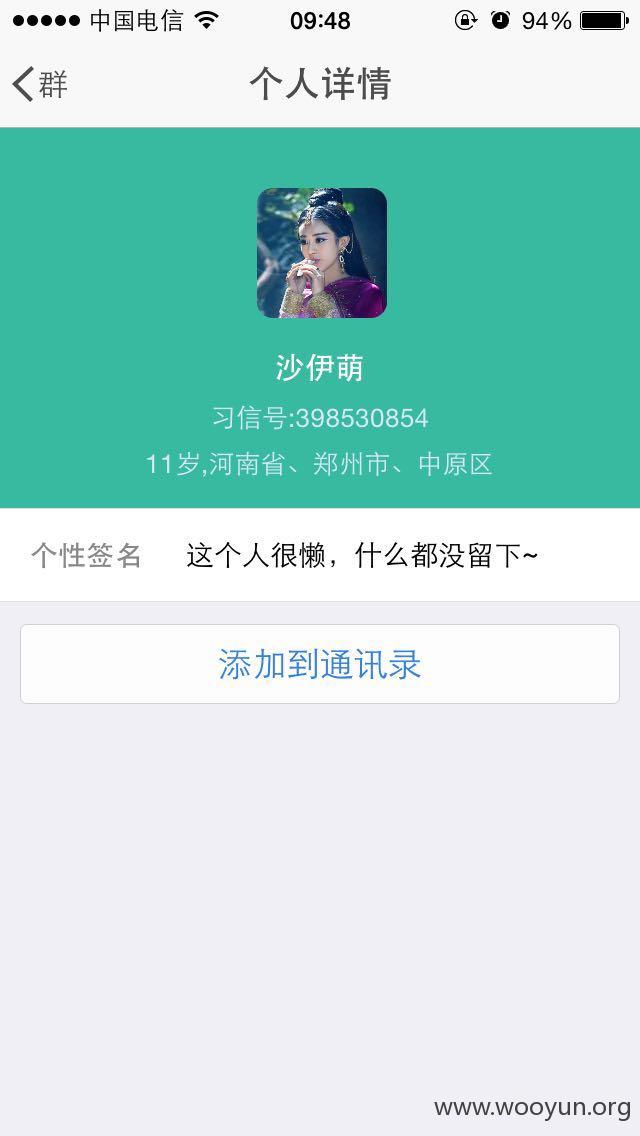 中国电信 09:48 94%
群 个人详情
沙伊萌
习信号:398530854
11岁,河南省、郑州市、中原区
个性签名 这个人很懒，什么都没留下~
添加到通讯录
www.wooyun.org